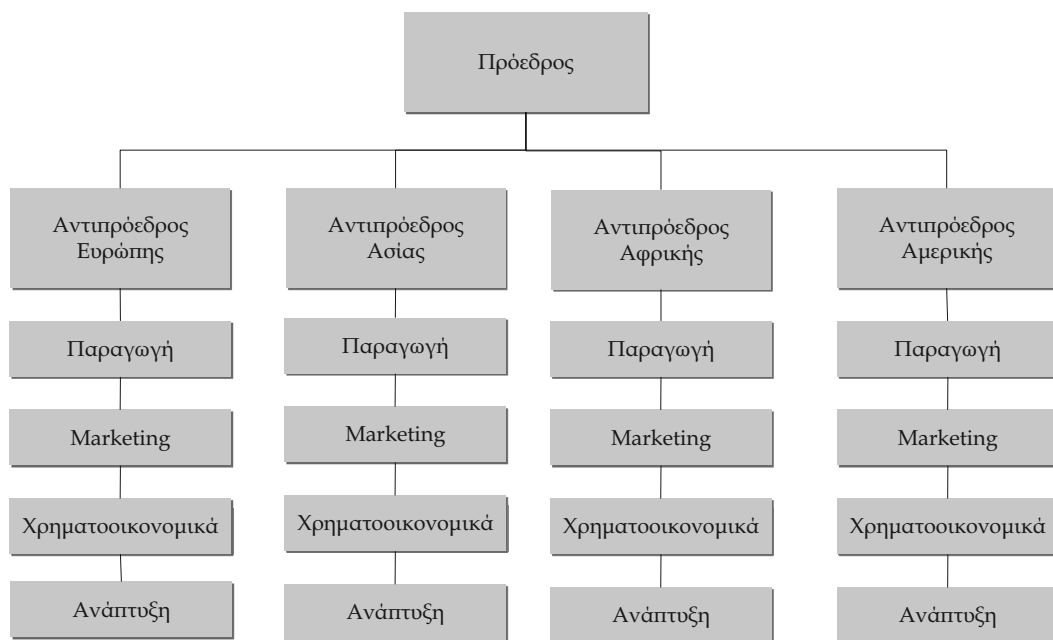 Πρόεδρος
Αντιπρόεδρος
Ευρώπης
Αντιπρόεδρος
Ασίας
Αντιπρόεδρος
Αφρικής
Αντιπρόεδρος
Αμερικής
Παραγωγή
Παραγωγή
Παραγωγή
Παραγωγή
Marketing
Marketing
Marketing
Marketing
Χρηματοοικονομικά
Χρηματοοικονομικά
Χρηματοοικονομικά
Χρηματοοικονομικά
Ανάπτυξη
Ανάπτυξη
Ανάπτυξη
Ανάπτυξη